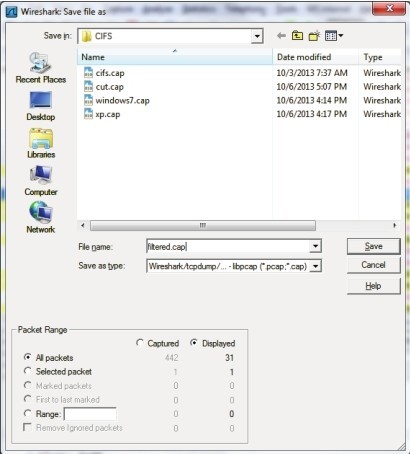 Wireshark: Save file as
Save in: CIFS
Name Date modified Type
cifs.cap 10/3/2013 7:37 AM Wireshark
cut.cap 10/6/2013 5:07 PM Wireshark
windows7.cap 10/6/2013 4:14 PM Wireshark
xp.cap 10/6/2013 4:17 PM Wireshark
Recent Places
Desktop
Libraries
Computer
Network
File name: filtered.cap Save
Save as type: Wireshark/tcpdump/... - libpcap (*.pcap;*.cap) Cancel
Help
Packet Range
Captured Displayed
All packets 442 31
Selected packet 1 1
Marked packets 0 0
First to last marked 0 0
Range: 0 0
Remove Ignored packets 0 0